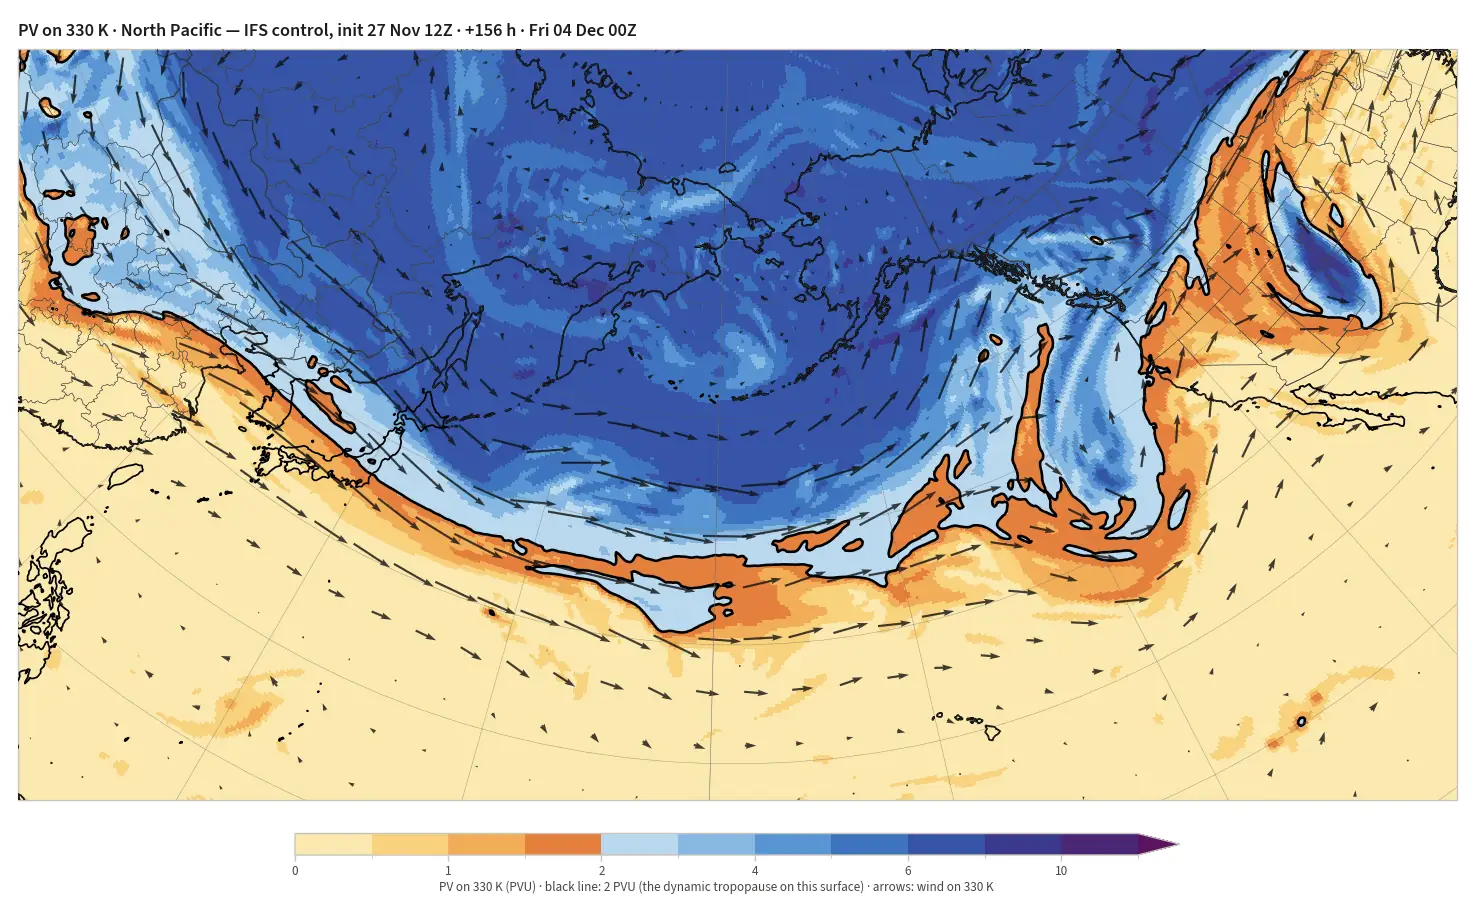 PV on 330 K · North Pacific — IFS control, init 27 Nov 12Z · +156 h · Fri 04 Dec 00Z
0 1 2 4 6 10
PV on 330 K (PVU) · black line: 2 PVU (the dynamic tropopause on this surface) · arrows: wind on 330 K